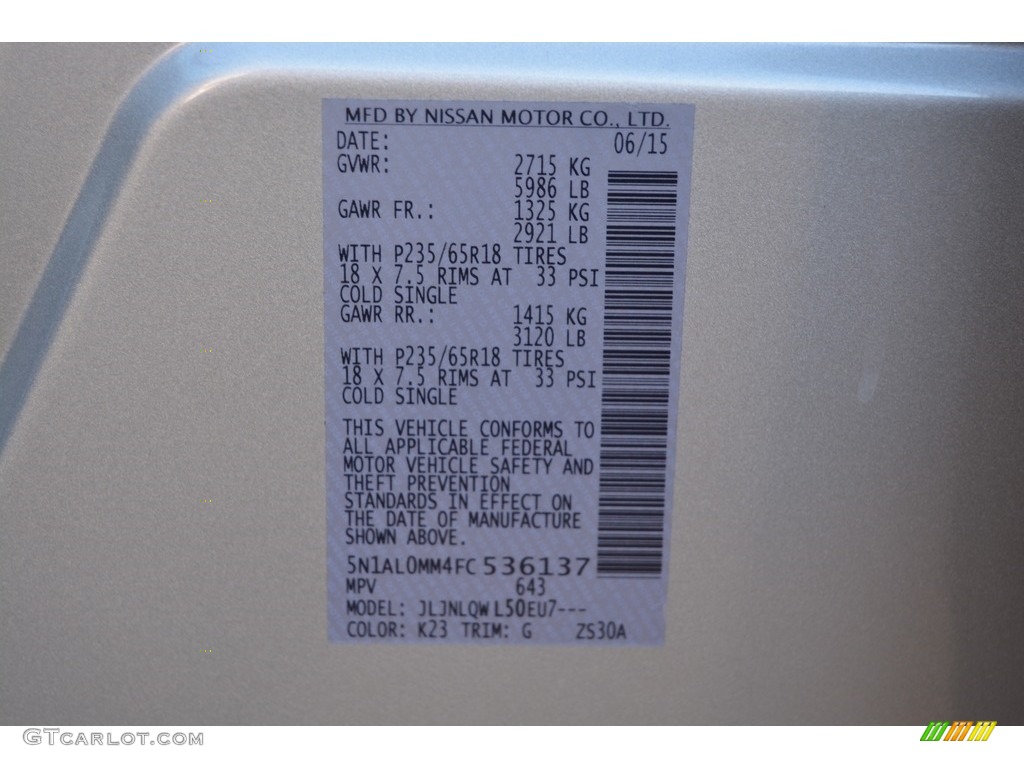 MFD BY NISSAN MOTOR CO., LTD.
DATE: 06/15
GVWR: 2715 KG
5986 LB
GAWR FR.: 1325 KG
2921 LB
WITH P235/65R18 TIRES
18 X 7.5 RIMS AT 33 PSI
COLD SINGLE
GAWR RR.: 1415 KG
3120 LB
WITH P235/65R18 TIRES
18 X 7.5 RIMS AT 33 PSI
COLD SINGLE
THIS VEHICLE CONFORMS TO
ALL APPLICABLE FEDERAL
MOTOR VEHICLE SAFETY AND
THEFT PREVENTION
STANDARDS IN EFFECT ON
THE DATE OF MANUFACTURE
SHOWN ABOVE.
5N1AL0MM4FC536137
MPV 643
MODEL: JLJNLQWL50EU7---
COLOR: K23 TRIM: G ZS30A
GTCARLOT.COM